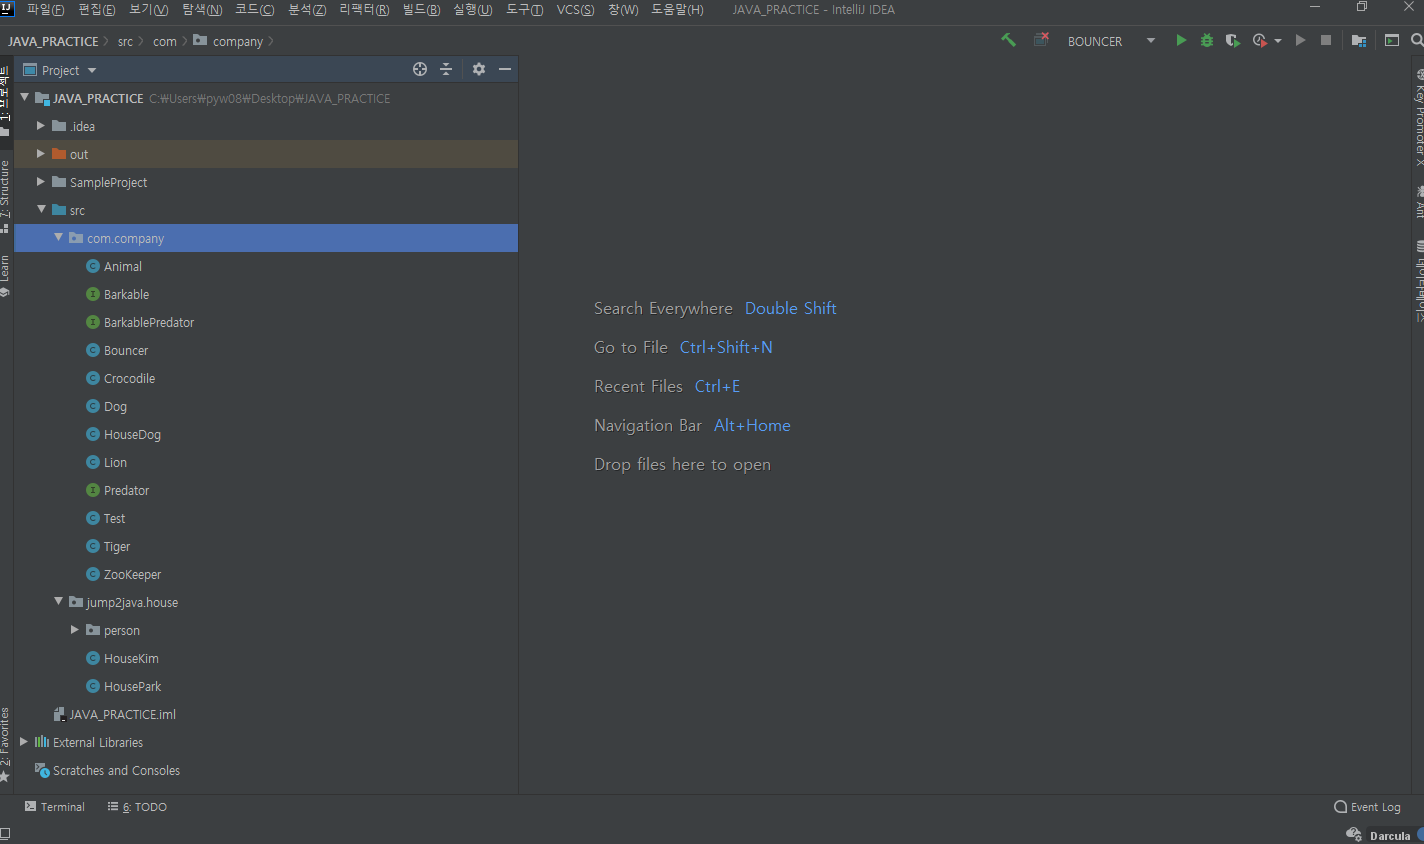 IJ 파일(F) 편집(E) 보기(V) 탐색(N) 코드(C) 분석(Z) 리팩터(R) 빌드(B) 실행(U) 도구(T) VCS(S) 창(W) 도움말(H) JAVA_PRACTICE - IntelliJ IDEA
JAVA_PRACTICE src com company BOUNCER
1: 프로젝트
7: Structure
Learn
2: Favorites
Project
JAVA_PRACTICE C:₩Users₩pyw08₩Desktop₩JAVA_PRACTICE
.idea
out
SampleProject
src
com.company
Animal
Barkable
BarkablePredator
Bouncer
Crocodile
Dog
HouseDog
Lion
Predator
Test
Tiger
ZooKeeper
jump2java.house
person
HouseKim
HousePark
JAVA_PRACTICE.iml
External Libraries
Scratches and Consoles
Search Everywhere Double Shift
Go to File Ctrl+Shift+N
Recent Files Ctrl+E
Navigation Bar Alt+Home
Drop files here to open
Key Promoter X
Ant
데이터베이스
Terminal 6: TODO Event Log
Darcula